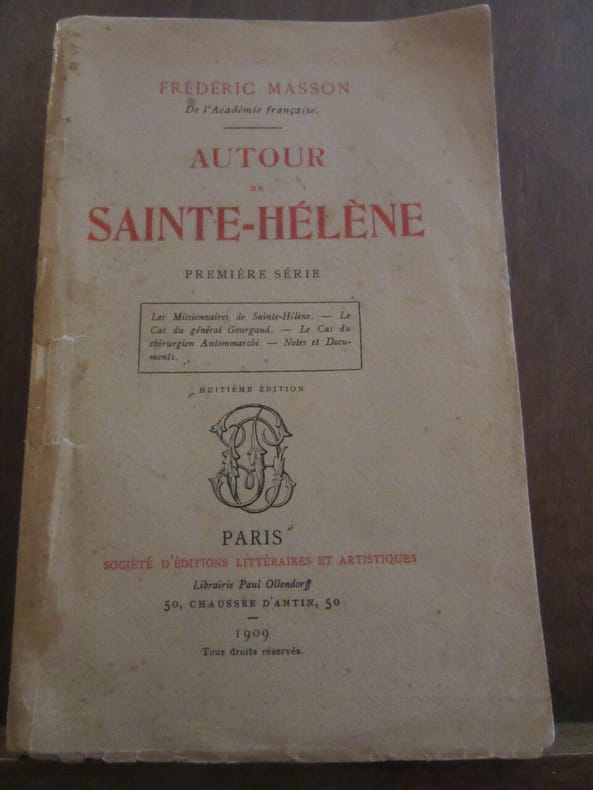 FRÉDÉRIC MASSON
De l'Académie française.
AUTOUR
DE
SAINTE-HÉLÈNE
PREMIÈRE SÉRIE
Les Missionnaires de Sainte-Hélène. — Le
Cas du général Gourgaud. — Le Cas du
chirurgien Antommarchi. — Notes et Docu-
ments.
HUITIÈME ÉDITION
PARIS
SOCIÉTÉ D'ÉDITIONS LITTÉRAIRES ET ARTISTIQUES
Librairie Paul Ollendorff
50, CHAUSSÉE D'ANTIN, 50
1909
Tous droits réservés.